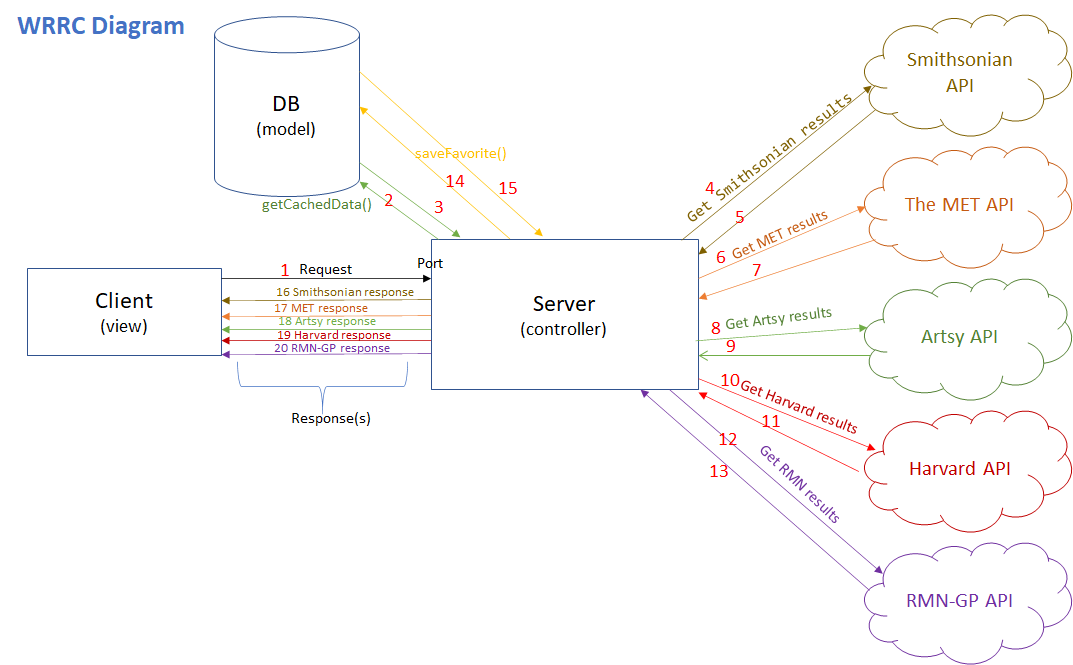 WRRC Diagram
DB
(model)
saveFavorite()
14
15
getCachedData()
2
3
Client
(view)
1 Request
Port
16 Smithsonian response
17 MET response
18 Artsy response
19 Harvard response
20 RMN-GP response
Response(s)
Server
(controller)
4
Get Smithsonian results
5
Smithsonian
API
6 Get MET results
7
The MET API
8 Get Artsy results
9
Artsy API
10 Get Harvard results
11
Harvard API
12
Get RMN results
13
RMN-GP API